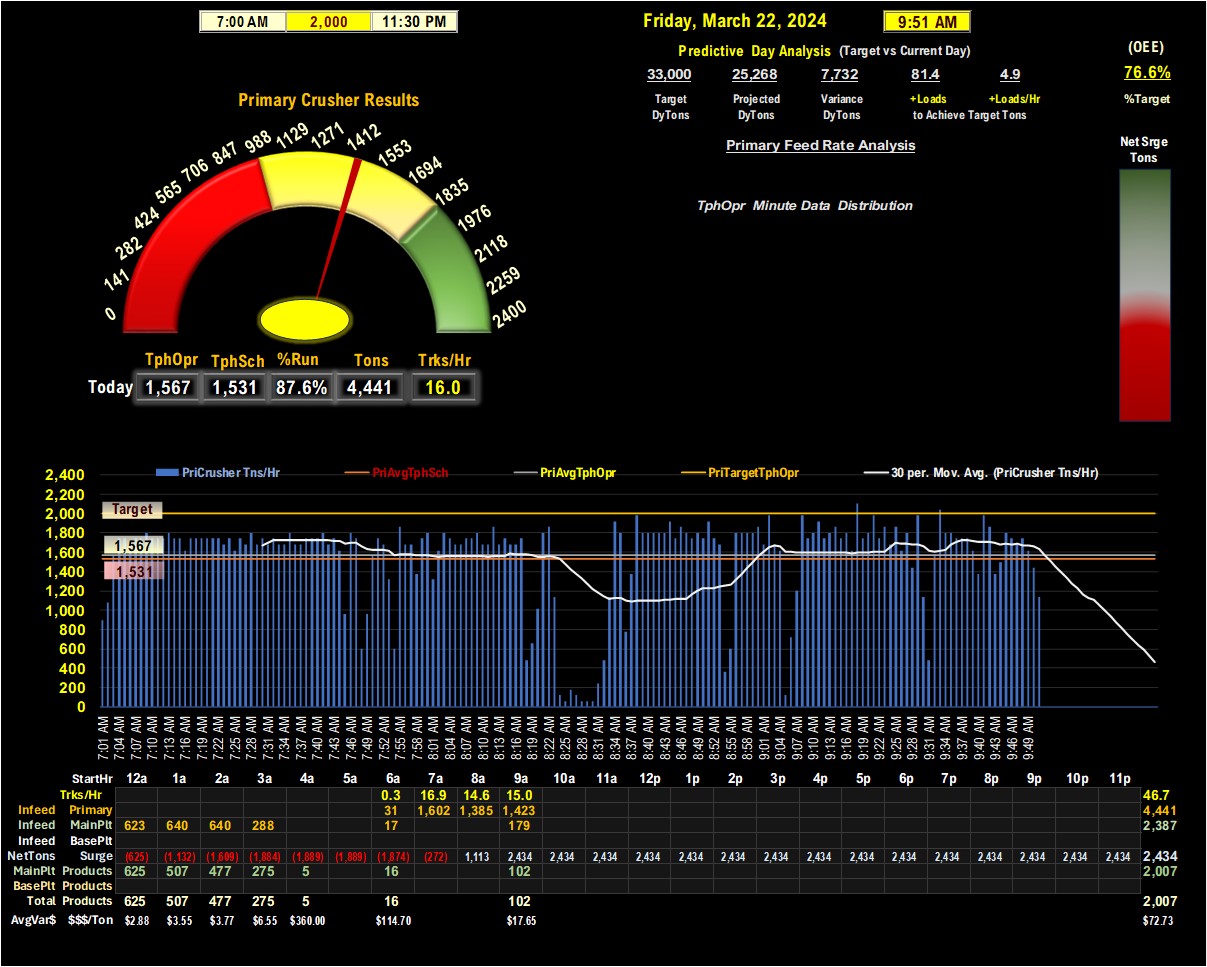 7:00 AM 2,000 11:30 PM
Friday, March 22, 2024 9:51 AM
Predictive Day Analysis (Target vs Current Day)
(OEE)
33,000 25,268 7,732 81.4 4.9
76.6%
Target Projected Variance +Loads +Loads/Hr
%Target
DyTons DyTons DyTons to Achieve Target Tons
Primary Feed Rate Analysis
Net Srge
Tons
TphOpr Minute Data Distribution
Primary Crusher Results
0
141
282
424
565
706
847
988
1129
1271
1412
1553
1694
1835
1976
2118
2259
2400
TphOpr TphSch %Run Tons Trks/Hr
Today 1,567 1,531 87.6% 4,441 16.0
PriCrusher Tns/Hr PriAvgTphSch PriAvgTphOpr PriTargetTphOpr 30 per. Mov. Avg. (PriCrusher Tns/Hr)
2,400
2,200
2,000
1,800
1,600
1,400
1,200
1,000
800
600
400
200
0
Target
1,567
1,531
7:01 AM
7:04 AM
7:07 AM
7:10 AM
7:13 AM
7:16 AM
7:19 AM
7:22 AM
7:25 AM
7:28 AM
7:31 AM
7:34 AM
7:37 AM
7:40 AM
7:43 AM
7:46 AM
7:49 AM
7:52 AM
7:55 AM
7:58 AM
8:01 AM
8:04 AM
8:07 AM
8:10 AM
8:13 AM
8:16 AM
8:19 AM
8:22 AM
8:25 AM
8:28 AM
8:31 AM
8:34 AM
8:37 AM
8:40 AM
8:43 AM
8:46 AM
8:49 AM
8:52 AM
8:55 AM
8:58 AM
9:01 AM
9:04 AM
9:07 AM
9:10 AM
9:13 AM
9:16 AM
9:19 AM
9:22 AM
9:25 AM
9:28 AM
9:31 AM
9:34 AM
9:37 AM
9:40 AM
9:43 AM
9:46 AM
9:49 AM
StartHr 12a 1a 2a 3a 4a 5a 6a 7a 8a 9a 10a 11a 12p 1p 2p 3p 4p 5p 6p 7p 8p 9p 10p 11p
Trks/Hr 0.3 16.9 14.6 15.0 46.7
Infeed Primary 31 1,602 1,385 1,423 4,441
Infeed MainPlt 623 640 640 288 17 179 2,387
Infeed BasePlt
NetTons Surge (625) (1,132) (1,609) (1,884) (1,889) (1,889) (1,874) (272) 1,113 2,434 2,434 2,434 2,434 2,434 2,434 2,434 2,434 2,434 2,434 2,434 2,434 2,434 2,434 2,434 2,434
MainPlt Products 625 507 477 275 5 16 102 2,007
BasePlt Products
Total Products 625 507 477 275 5 16 102 2,007
AvgVar$ $$$/Ton $2.88 $3.55 $3.77 $6.55 $360.00 $114.70 $17.65 $72.73